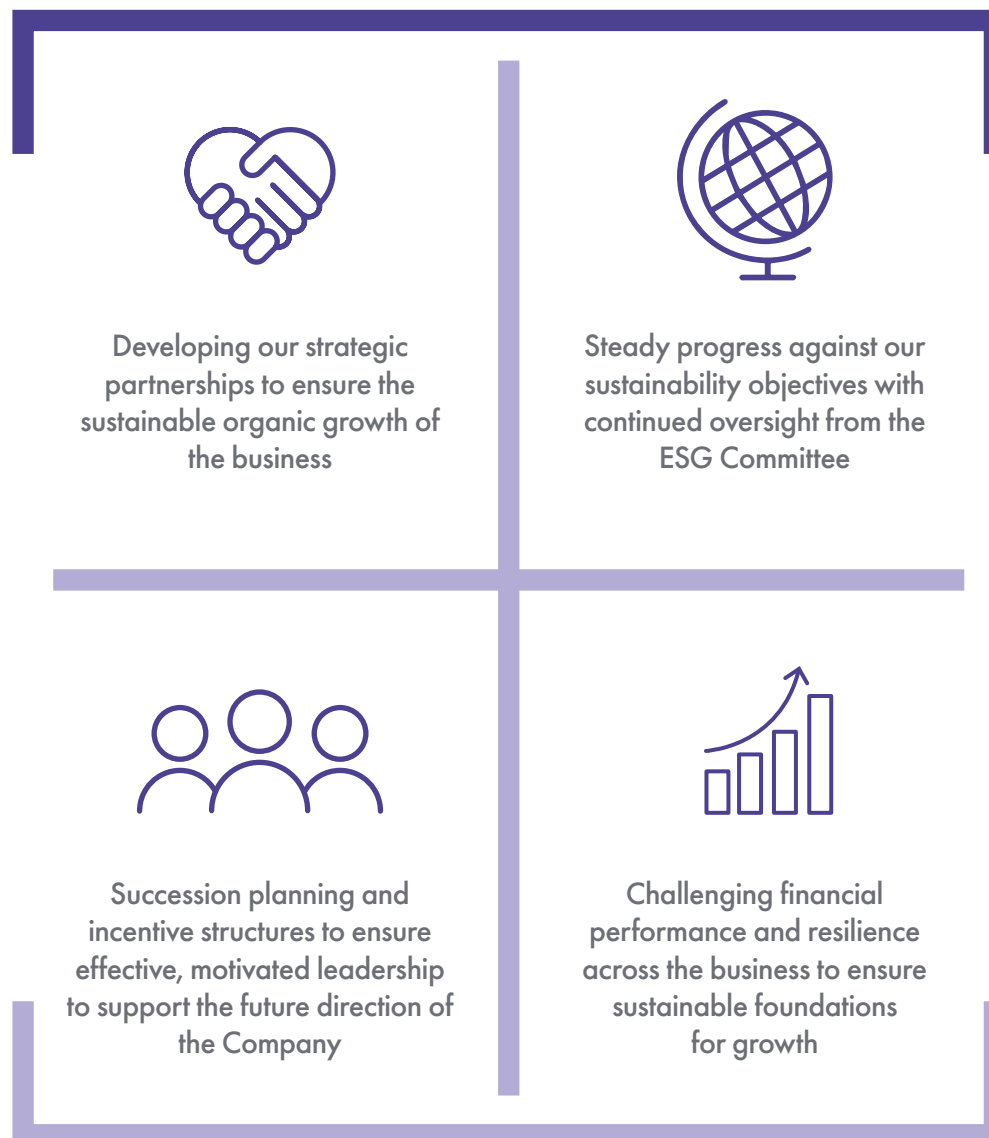 Developing our strategic
partnerships to ensure the
sustainable organic growth of
the business
Steady progress against our
sustainability objectives with
continued oversight from the
ESG Committee
Succession planning and
incentive structures to ensure
effective, motivated leadership
to support the future direction of
the Company
Challenging financial
performance and resilience
across the business to ensure
sustainable foundations
for growth